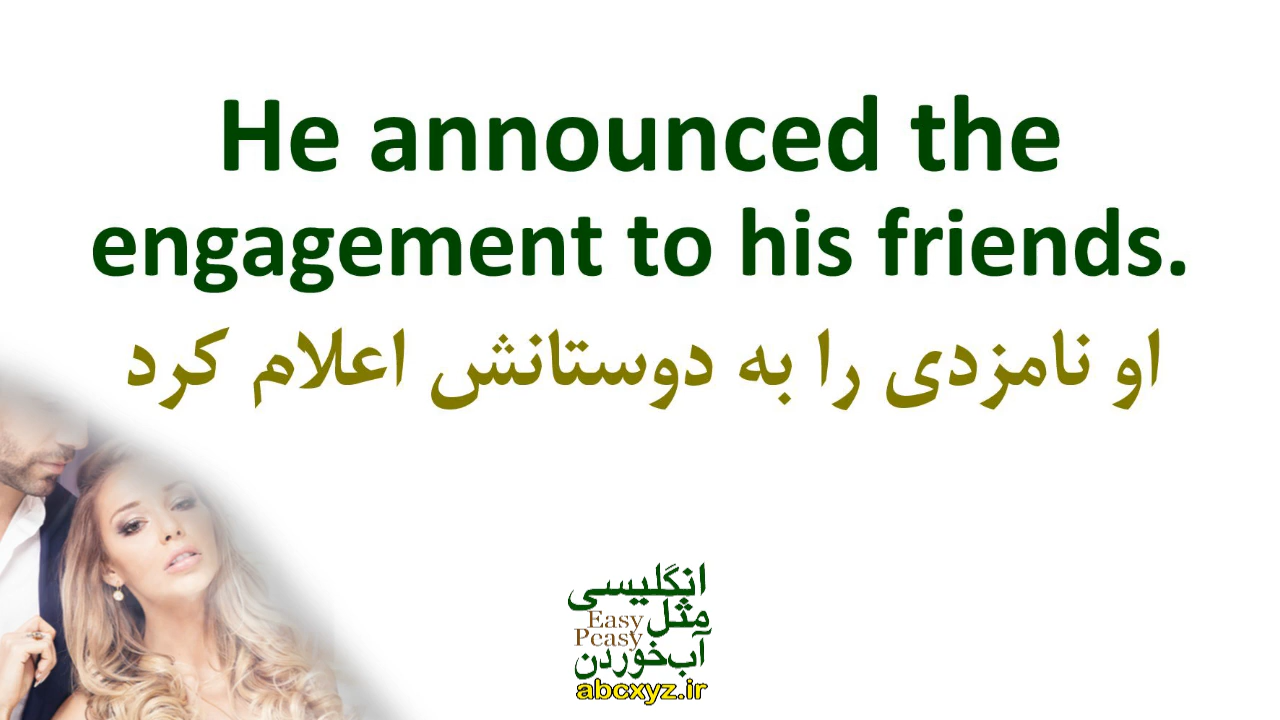 He announced the
engagement to his friends.
او نامزدی را به دوستانش اعلام کرد
انگلیسی
مثل
Easy
Peasy
آب‌خوردن
abcxyz.ir